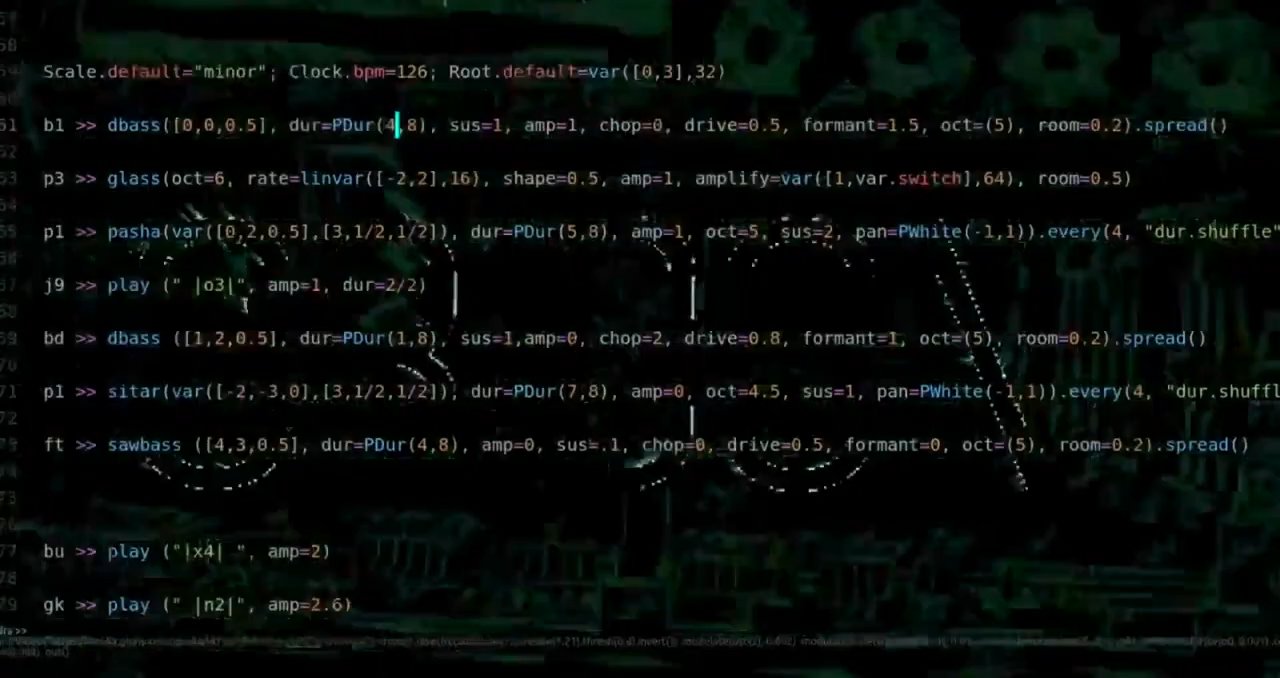 58
Scale.default="minor"; Clock.bpm=126; Root.default=var([0,3],32)
b1 >> dbass([0,0,0.5], dur=PDur(4,8), sus=1, amp=1, chop=0, drive=0.5, formant=1.5, oct=(5), room=0.2).spread()
p3 >> glass(oct=6, rate=linvar([-2,2],16), shape=0.5, amp=1, amplify=var([1,var.switch],64), room=0.5)
p1 >> pasha(var([0,2,0.5],[3,1/2,1/2]), dur=PDur(5,8), amp=1, oct=5, sus=2, pan=PWhite(-1,1)).every(4, "dur.shuffle"
j9 >> play (" |o3|", amp=1, dur=2/2)
bd >> dbass ([1,2,0.5], dur=PDur(1,8), sus=1,amp=0, chop=2, drive=0.8, formant=1, oct=(5), room=0.2).spread()
70
71 p1 >> sitar(var([-2,-3,0],[3,1/2,1/2]), dur=PDur(7,8), amp=0, oct=4.5, sus=1, pan=PWhite(-1,1)).every(4, "dur.shuffl
72
ft >> sawbass ([4,3,0.5], dur=PDur(4,8), amp=0, sus=.1, chop=0, drive=0.5, formant=0, oct=(5), room=0.2).spread()
77 bu >> play ("|x4| ", amp=2)
78
79 gk >> play (" |n2|", amp=2.6)